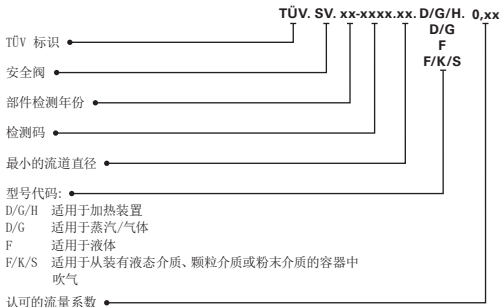 TÜV. SV. xx-xxxx.xx. D/G/H. 0,xx
D/G
F
F/K/S
TÜV 标识
安全阀
部件检测年份
检测码
最小的流道直径
型号代码:
D/G/H 适用于加热装置
D/G 适用于蒸汽/气体
F 适用于液体
F/K/S 适用于从装有液态介质、颗粒介质或粉末介质的容器中
吹气
认可的流量系数